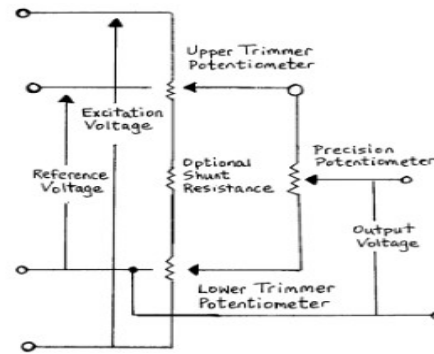 Upper Trimmer
Potentiometer
Excitation
Voltage
Precision
Potentiometer
Reference
Voltage
Optional
Shunt
Resistance
Output
Voltage
Lower Trimmer
Potentiometer